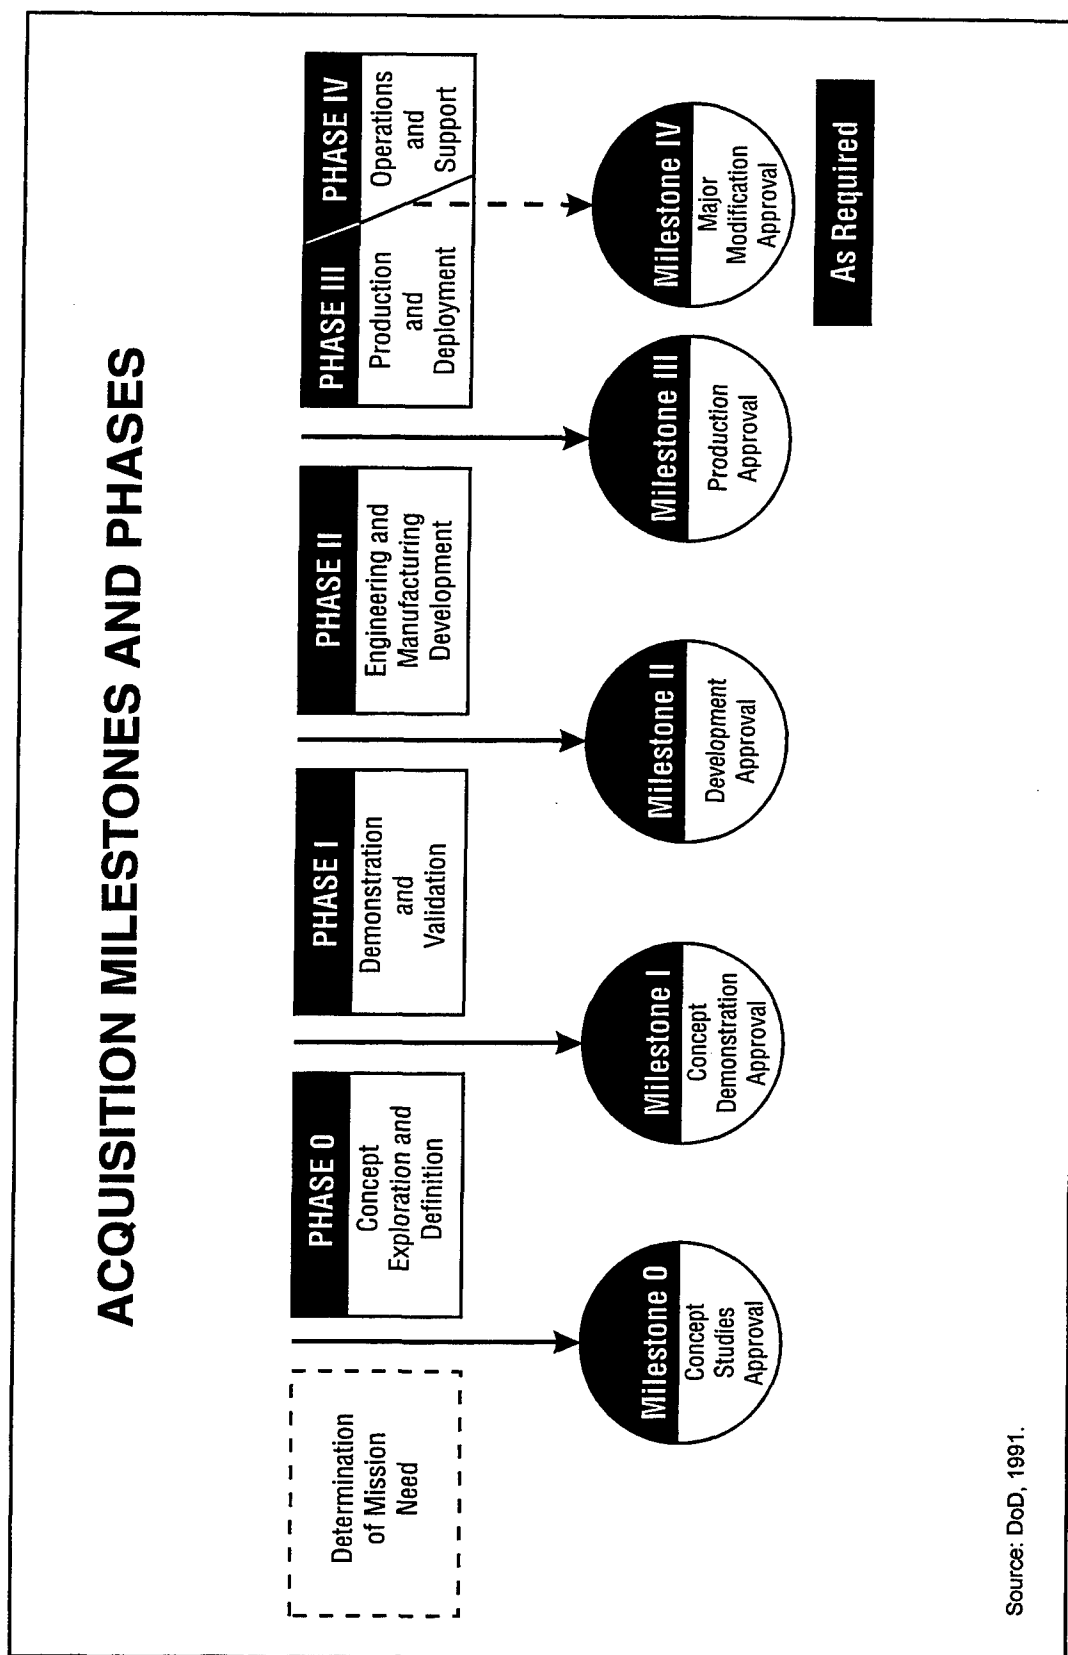 ACQUISITION MILESTONES AND PHASES
Determination
of Mission
Need
PHASE 0
Concept
Exploration and
Definition
PHASE I
Demonstration
and
Validation
PHASE II
Engineering and
Manufacturing
Development
PHASE III
Production
and
Deployment
PHASE IV
Operations
and
Support
Milestone 0
Concept
Studies
Approval
Milestone I
Concept
Demonstration
Approval
Milestone II
Development
Approval
Milestone III
Production
Approval
Milestone IV
Major
Modification
Approval
As Required
Source: DoD, 1991.